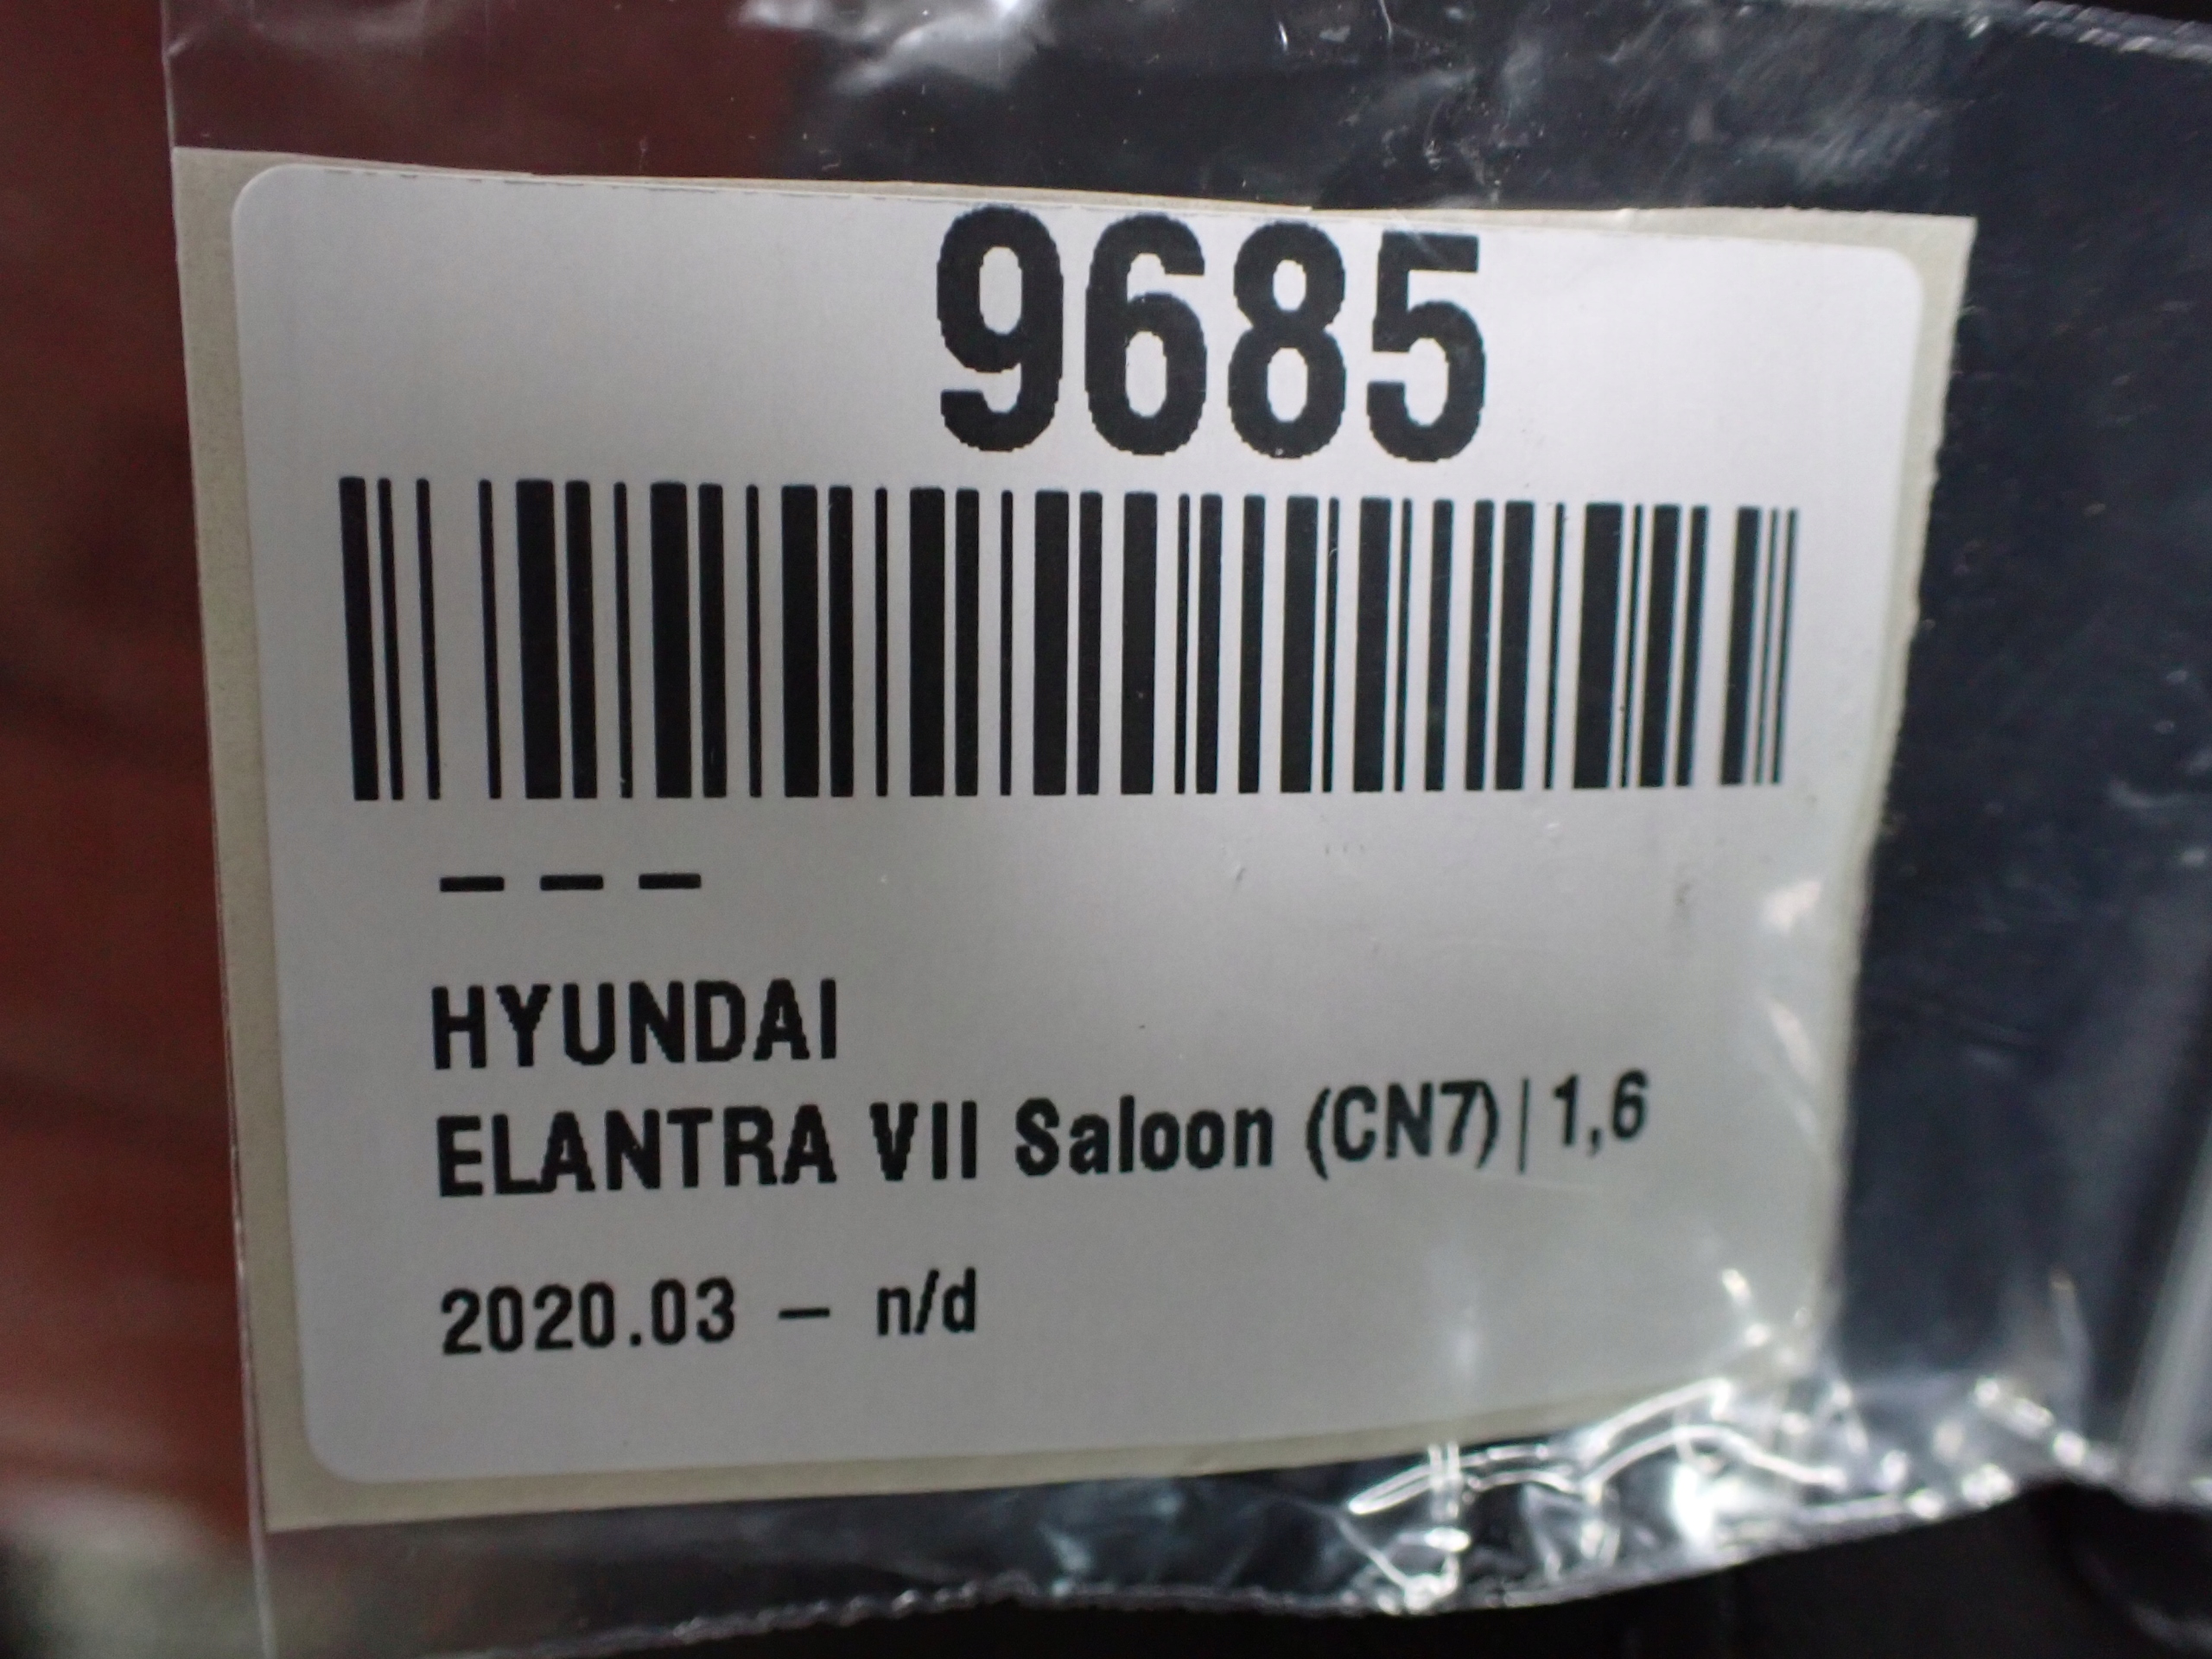 9685
– – –
HYUNDAI
ELANTRA VII Saloon (CN7)|1,6
2020.03 – n/d